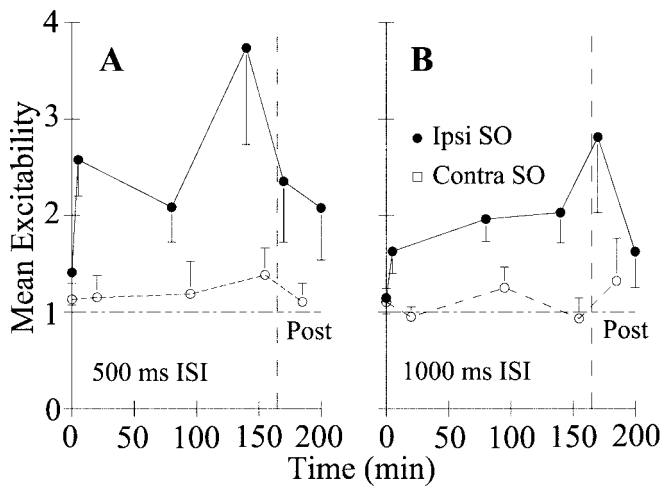 4
3
2
1
0
Mean Excitability
A
500 ms ISI
Post
0
50
100
150
200
B
Ipsi SO
Contra SO
1000 ms ISI
Post
0
50
100
150
200
Time (min)